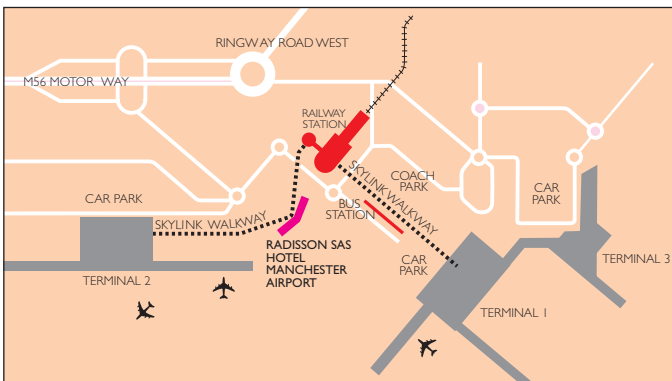 RINGWAY ROAD WEST
M56 MOTOR WAY
RAILWAY
STATION
SKYLINK WALKWAY
COACH
PARK
CAR
PARK
CAR PARK
BUS
STATION
SKYLINK WALKWAY
RADISSON SAS
HOTEL
MANCHESTER
AIRPORT
CAR
PARK
TERMINAL 3
TERMINAL 2
TERMINAL 1